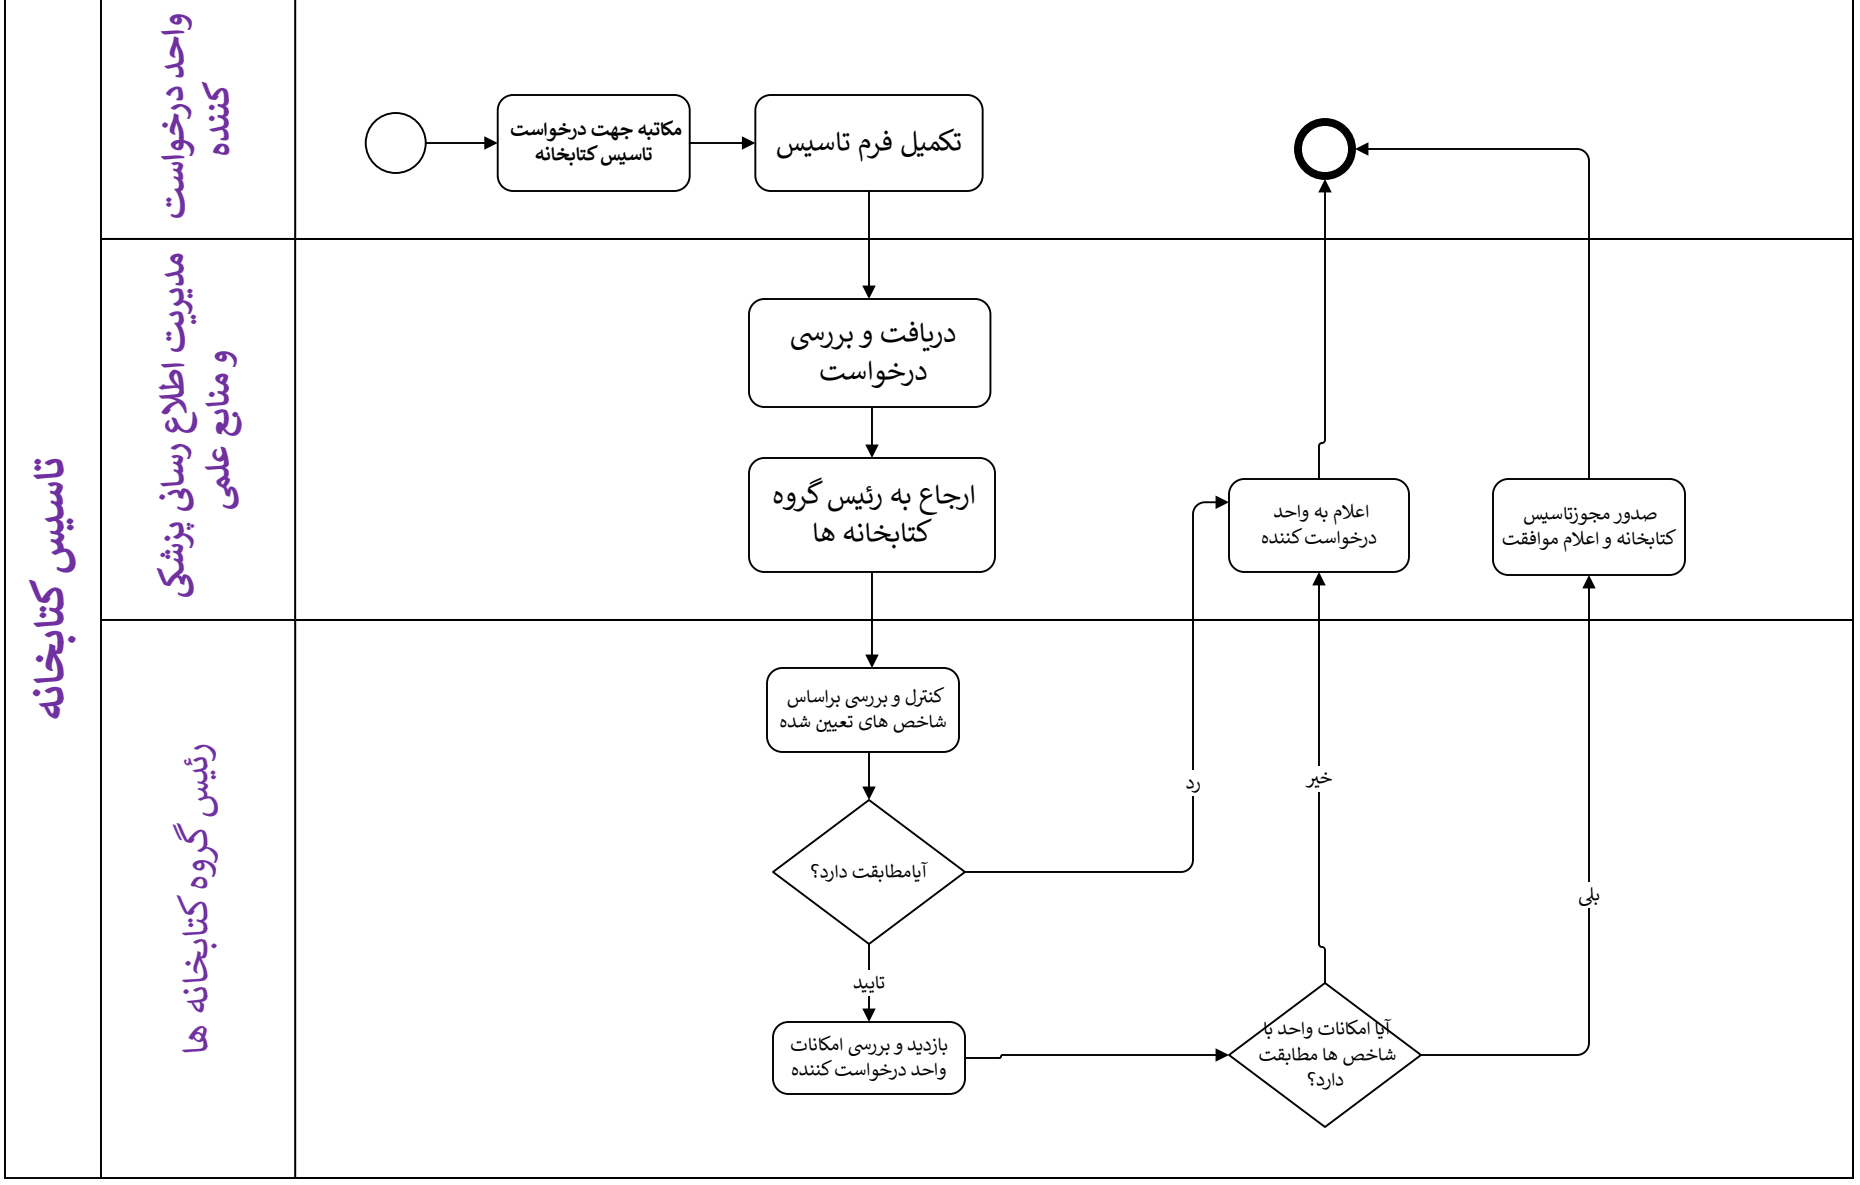 تاسیس کتابخانه
واحد درخواست
کننده
مکاتبه جهت درخواست
تاسیس کتابخانه
تکمیل فرم تاسیس
مدیریت اطلاع رسانی پزشکی
و منابع علمی
دریافت و بررسی
درخواست
ارجاع به رئیس گروه
کتابخانه ها
اعلام به واحد
درخواست کننده
صدور مجوزتاسیس
کتابخانه و اعلام موافقت
رئیس گروه کتابخانه ها
کنترل و بررسی براساس
شاخص های تعیین شده
آیامطابقت دارد؟
رد
خیر
بلی
تایید
بازدید و بررسی امکانات
واحد درخواست کننده
آیا امکانات واحد با
شاخص ها مطابقت
دارد؟